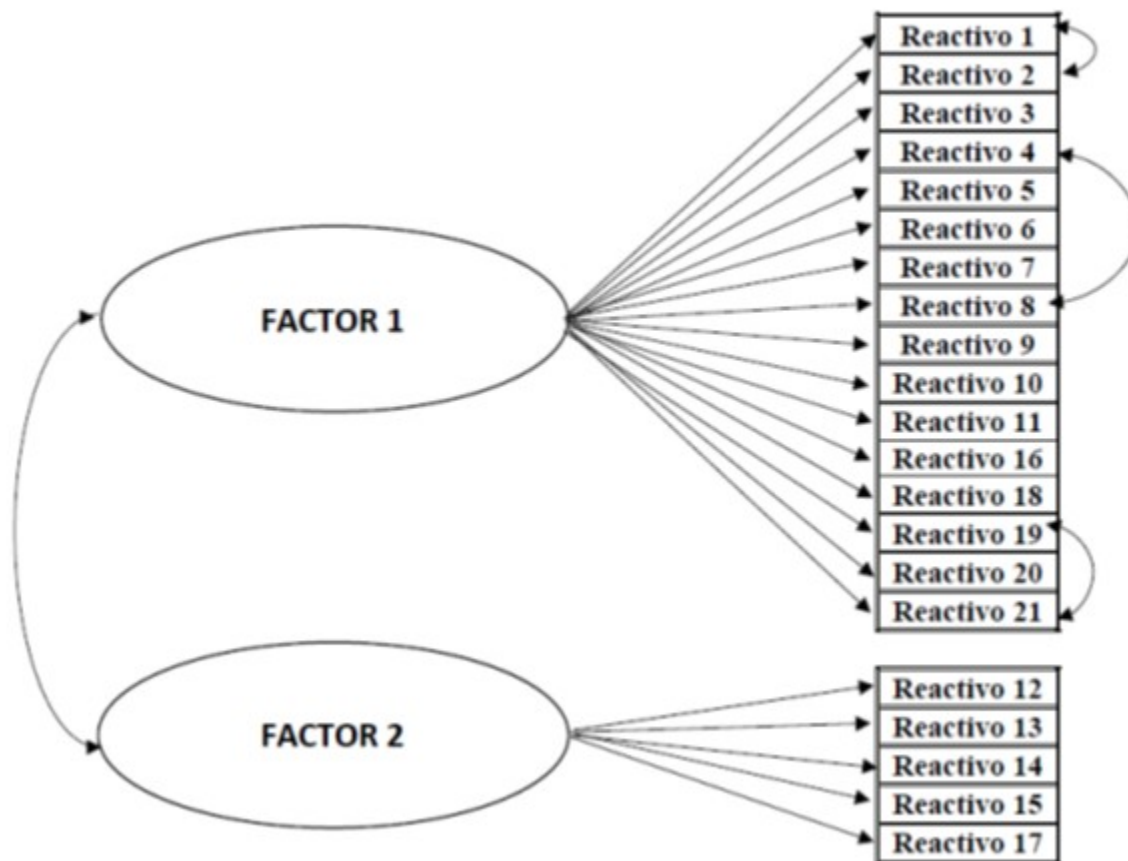 Reactivo 1
Reactivo 2
Reactivo 3
Reactivo 4
Reactivo 5
Reactivo 6
Reactivo 7
Reactivo 8
Reactivo 9
Reactivo 10
Reactivo 11
Reactivo 16
Reactivo 18
Reactivo 19
Reactivo 20
Reactivo 21
FACTOR 1
Reactivo 12
Reactivo 13
Reactivo 14
Reactivo 15
Reactivo 17
FACTOR 2